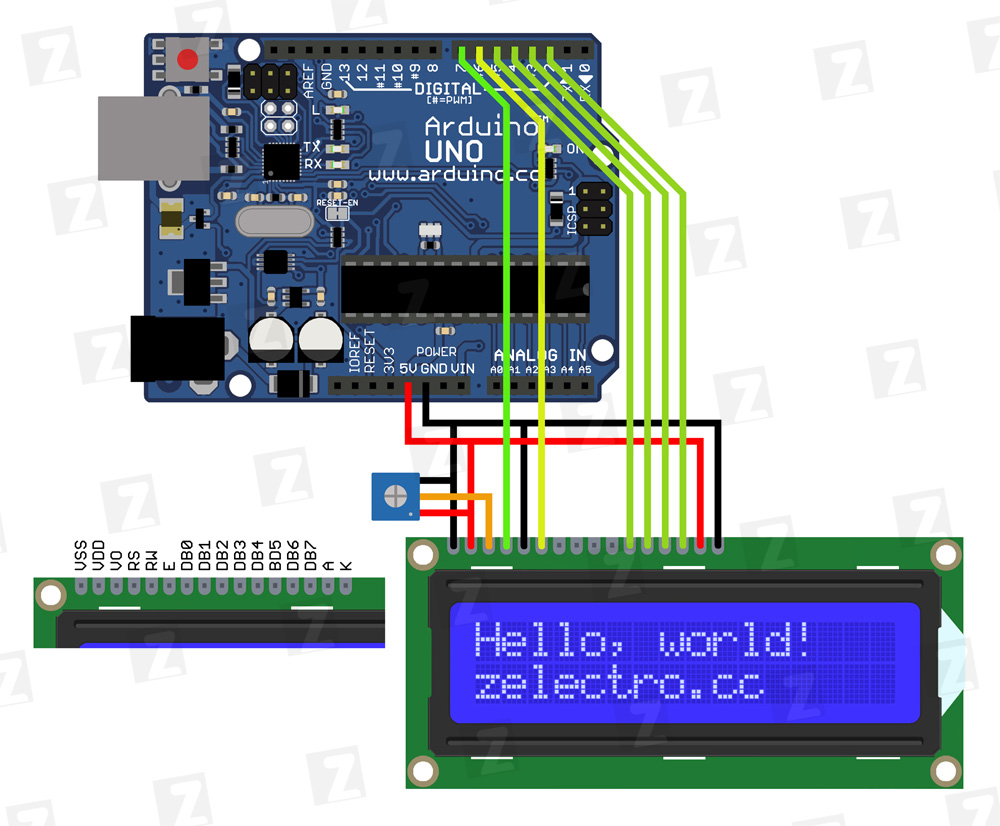 AREF
GND
13
12
#11
#10
#9
8
7
#6
#5
4
#3
2
TX▶1
RX◀0
DIGITAL
[#=PWM]
L
TX
RX
Arduino™
UNO
ON
www.arduino.cc
RESET-EN
1
ICSP
IOREF
RESET
3V3
5V GND VIN
POWER
ANALOG IN
A0 A1 A2 A3 A4 A5
VSS
VDD
VO
RS
RW
E
DB0
DB1
DB2
DB3
DB4
BD5
DB6
DB7
A
K
Hello, world!
zelectro.cc